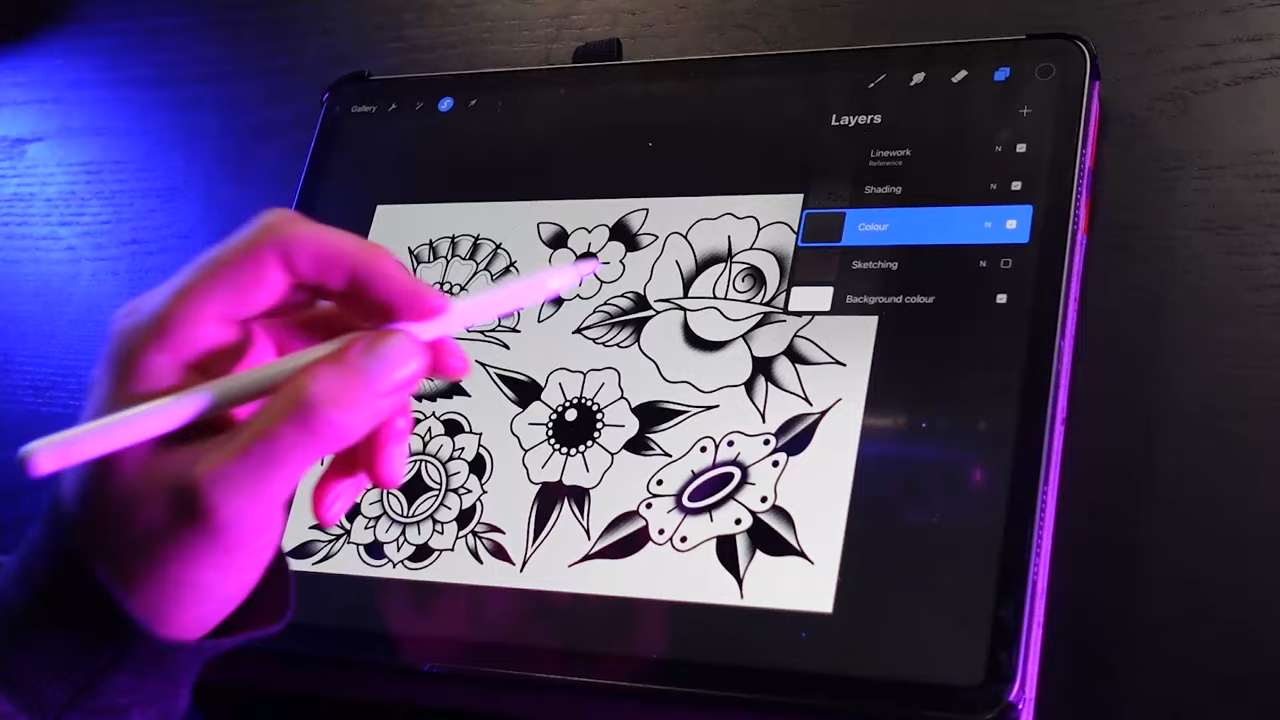 Gallery
Layers
Linework
Reference
N
Shading
N
Colour
N
Sketching
N
Background colour